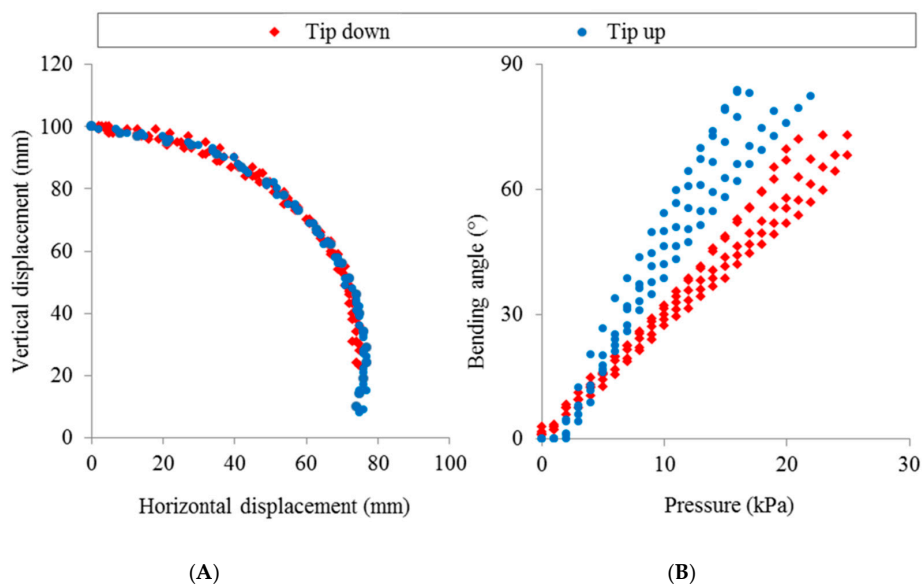 Tip down Tip up
120
100
80
60
40
20
0
Vertical displacement (mm)
0 20 40 60 80 100
Horizontal displacement (mm)
(A)
90
60
30
0
Bending angle (°)
0 10 20 30
Pressure (kPa)
(B)